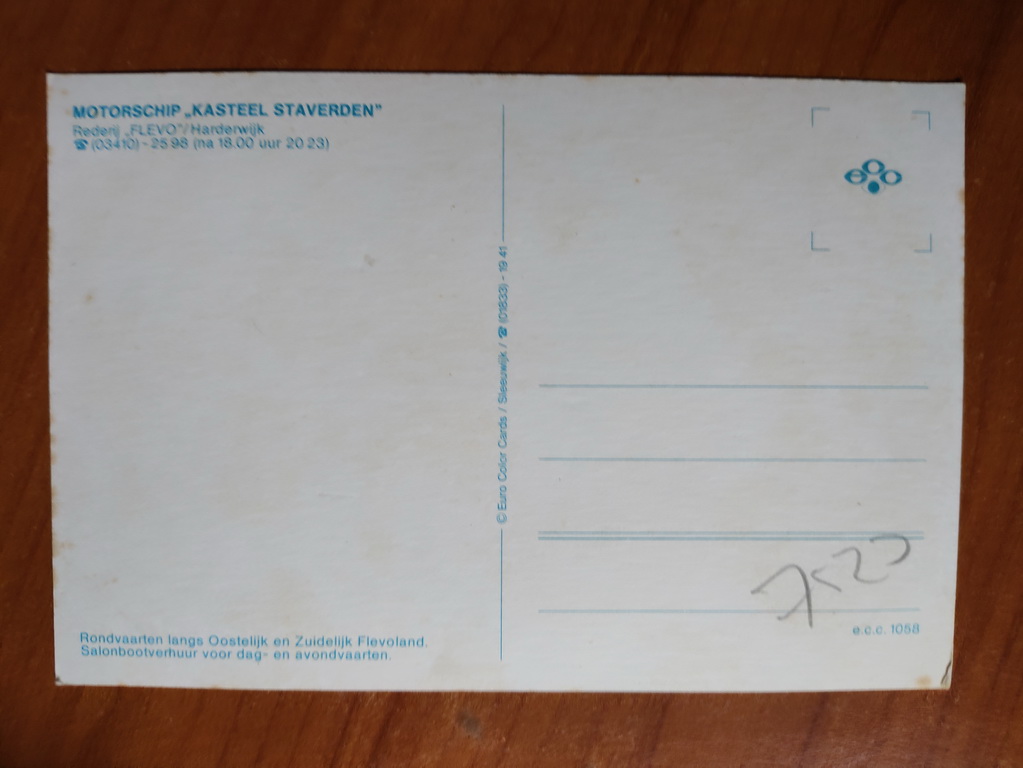 MOTORSCHIP „KASTEEL STAVERDEN”
Rederij „FLEVO”/Harderwijk
☎ (03410) - 25 98 (na 18.00 uur 20 23)
Rondvaarten langs Oostelijk en Zuidelijk Flevoland.
Salonbootverhuur voor dag- en avondvaarten.
© Euro Color Cards / Sleeuwijk / ☎ (01833) - 19 41
ecc
e.c.c. 1058